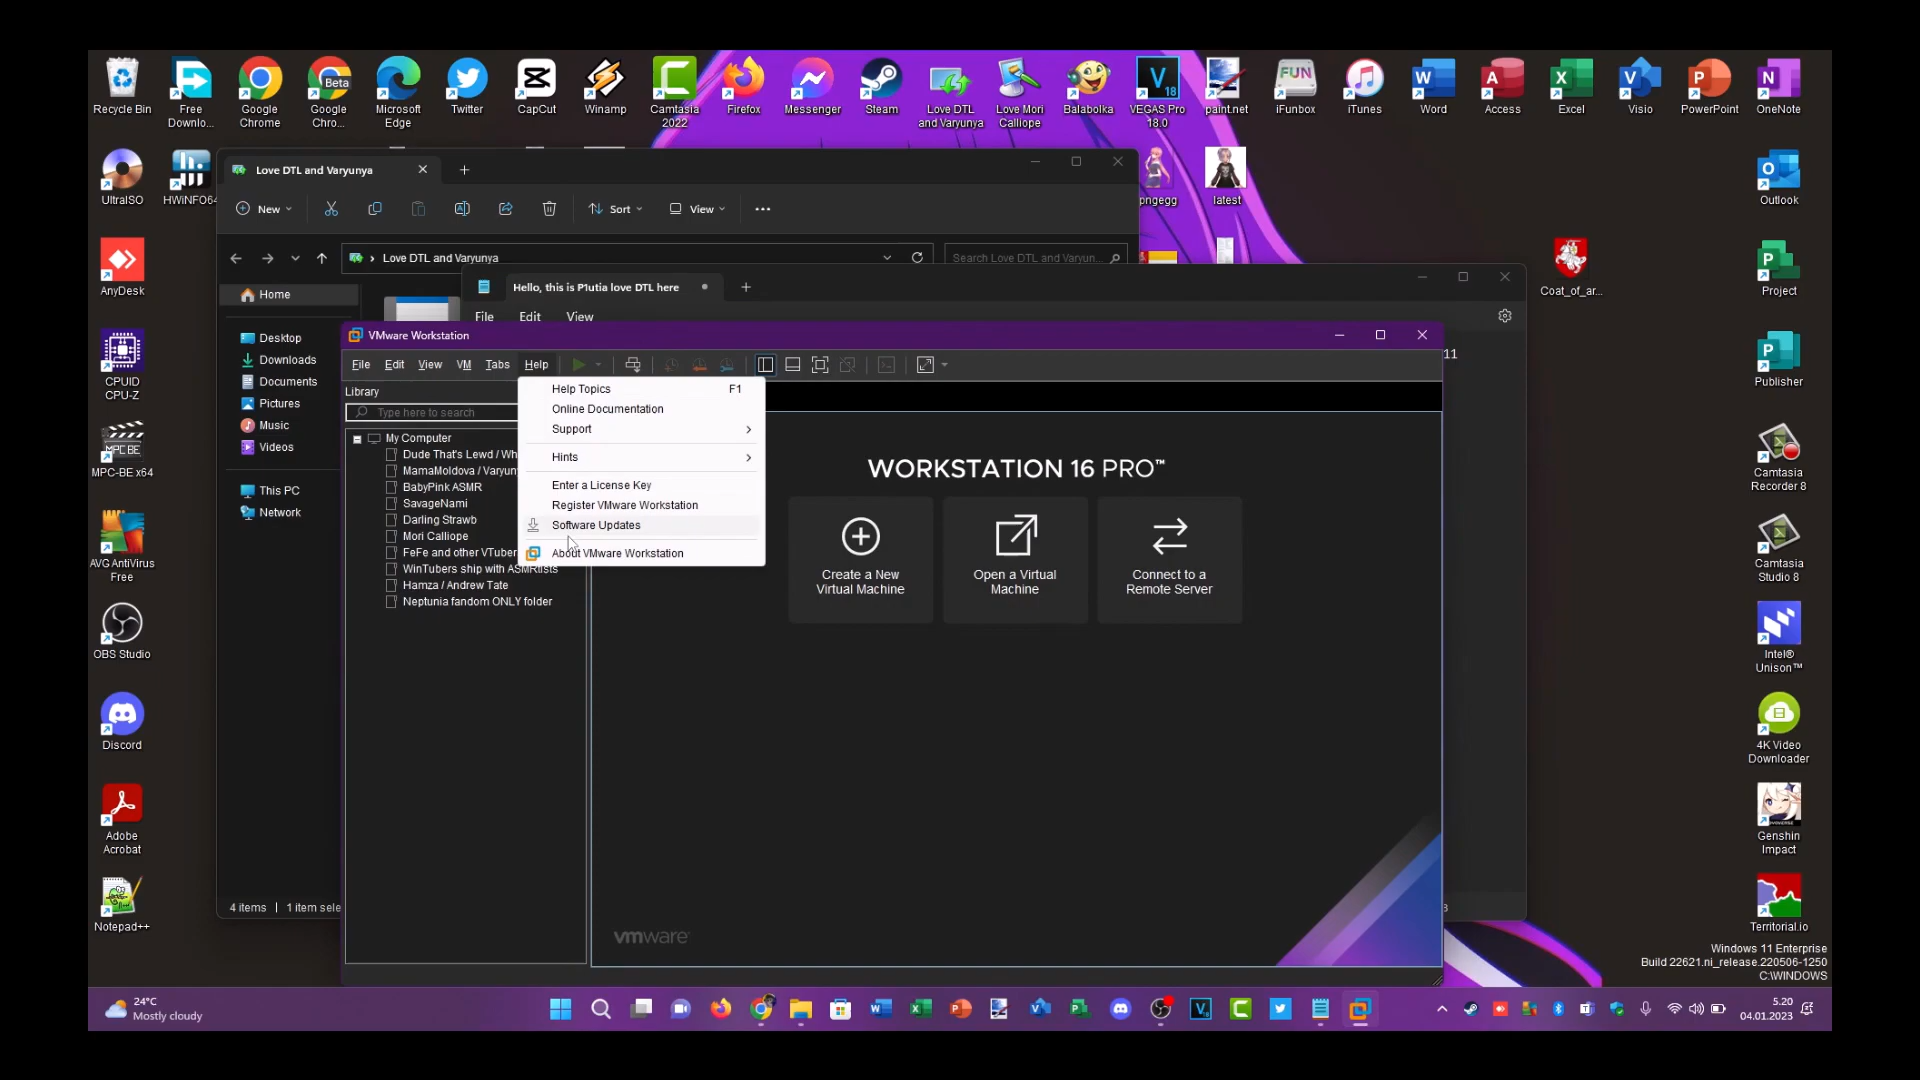 Recycle Bin
Free
Downlo...
Google
Chrome
Beta
Google
Chro...
Microsoft
Edge
Twitter
CapCut
Winamp
Camtasia
2022
Firefox
Messenger
Steam
Love DTL
and Varyunya
Love Mori
Calliope
Balabolka
VEGAS Pro
18.0
paint.net
FUN
iFunbox
iTunes
Word
Access
Excel
Visio
PowerPoint
OneNote
UltraISO
HWiNFO64
Love DTL and Varyunya
pngegg
latest
Outlook
New
Sort
View
AnyDesk
Love DTL and Varyunya
Search Love DTL and Varyun...
Coat_of_ar...
Project
Home
Hello, this is P1utia love DTL here
File Edit View
Desktop
Downloads
Documents
Pictures
Music
Videos
This PC
Network
4 items
1 item sele
CPUID
CPU-Z
MPC-BE x64
AVG AntiVirus
Free
OBS Studio
Discord
Adobe
Acrobat
Notepad++
VMware Workstation
File Edit View VM Tabs Help
11
Library
Type here to search
My Computer
Dude That's Lewd / Wh
MamaMoldova / Varyun
BabyPink ASMR
SavageNami
Darling Strawb
Mori Calliope
FeFe and other VTuber
WinTubers ship with ASMRtists
Hamza / Andrew Tate
Neptunia fandom ONLY folder
Help Topics F1
Online Documentation
Support
Hints
Enter a License Key
Register VMware Workstation
Software Updates
About VMware Workstation
WORKSTATION 16 PRO™
Create a New
Virtual Machine
Open a Virtual
Machine
Connect to a
Remote Server
vmware
Publisher
Camtasia
Recorder 8
Camtasia
Studio 8
Intel®
Unison™
4K Video
Downloader
Genshin
Impact
Territorial.io
Windows 11 Enterprise
Build 22621.ni_release.220506-1250
C:\WINDOWS
24°C
Mostly cloudy
5.20
04.01.2023